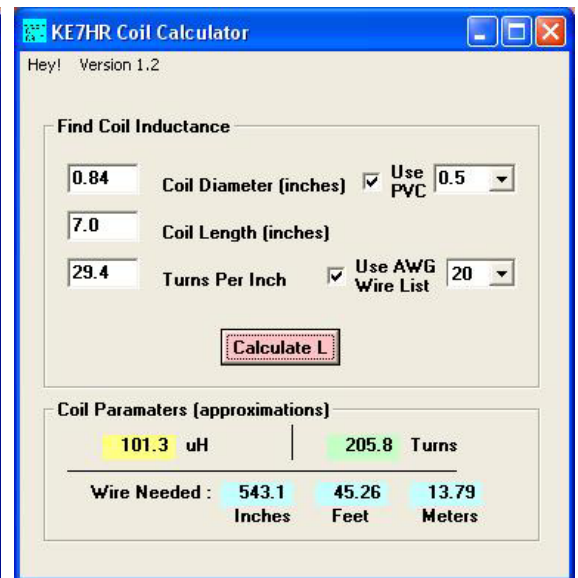 KE7HR Coil Calculator
Hey! Version 1.2
Find Coil Inductance
0.84 Coil Diameter (inches) Use PVC 0.5
7.0 Coil Length (inches)
29.4 Turns Per Inch Use AWG Wire List 20
Calculate L
Coil Paramaters (approximations)
101.3 uH 205.8 Turns
Wire Needed : 543.1 45.26 13.79
Inches Feet Meters